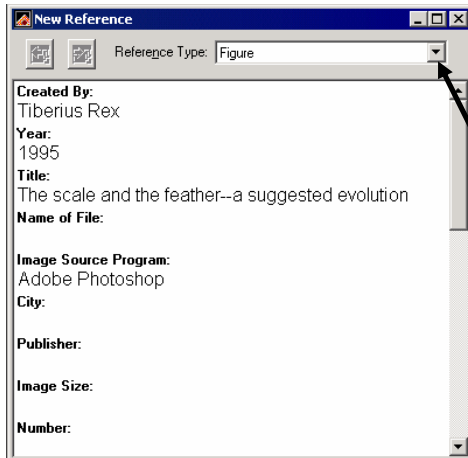 New Reference
Reference Type: Figure
Created By:
Tiberius Rex
Year:
1995
Title:
The scale and the feather--a suggested evolution
Name of File:
Image Source Program:
Adobe Photoshop
City:
Publisher:
Image Size:
Number: